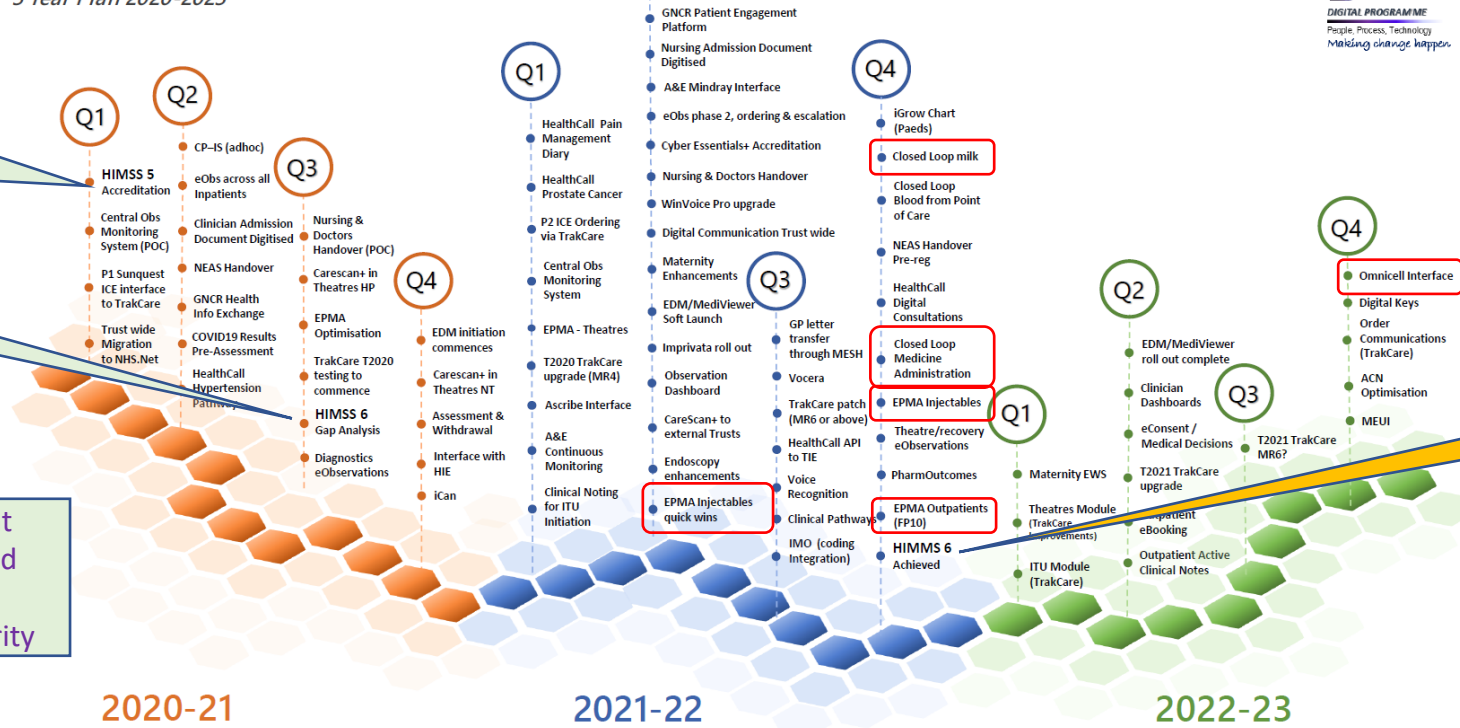 3 Year Plan 2020-2023
DIGITAL PROGRAMME
People, Process, Technology
Making change happen
Q1
HIMSS 5
Accreditation
Central Obs
Monitoring
System (POC)
P1 Sunquest
ICE interface
to TrakCare
Trust wide
Migration
to NHS.Net
Q2
CP–IS (adhoc)
eObs across all
Inpatients
Clinician Admission
Document Digitised
NEAS Handover
GNCR Health
Info Exchange
COVID19 Results
Pre-Assessment
HealthCall
Hypertension
Q3
Nursing &
Doctors
Handover (POC)
Carescan+ in
Theatres HP
EPMA
Optimisation
TrakCare T2020
testing to
commence
HIMSS 6
Gap Analysis
Diagnostics
eObservations
Q4
EDM initiation
commences
Carescan+ in
Theatres NT
Assessment &
Withdrawal
Interface with
HIE
iCan
Q1
HealthCall Pain
Management
Diary
HealthCall
Prostate Cancer
P2 ICE Ordering
via TrakCare
Central Obs
Monitoring
System
EPMA - Theatres
T2020 TrakCare
upgrade (MR4)
Ascribe Interface
A&E
Continuous
Monitoring
Clinical Noting
for ITU
Initiation
GNCR Patient Engagement
Platform
Nursing Admission Document
Digitised
A&E Mindray Interface
eObs phase 2, ordering & escalation
Cyber Essentials+ Accreditation
Nursing & Doctors Handover
WinVoice Pro upgrade
Digital Communication Trust wide
Maternity
Enhancements
EDM/MediViewer
Soft Launch
Imprivata roll out
Observation
Dashboard
CareScan+ to
external Trusts
Endoscopy
enhancements
EPMA Injectables
quick wins
Q3
GP letter
transfer
through MESH
Vocera
TrakCare patch
(MR6 or above)
HealthCall API
to TIE
Voice
Recognition
Clinical Pathways
IMO (coding
Integration)
Q4
iGrow Chart
(Paeds)
Closed Loop milk
Closed Loop
Blood from Point
of Care
NEAS Handover
Pre-reg
HealthCall
Digital
Consultations
Closed Loop
Medicine
Administration
EPMA Injectables
Theatre/recovery
eObservations
PharmOutcomes
EPMA Outpatients
(FP10)
HIMMS 6
Achieved
Q1
Maternity EWS
Theatres Module
(TrakCare
ITU Module
(TrakCare)
Q2
EDM/MediViewer
roll out complete
Clinician
Dashboards
eConsent /
Medical Decisions
T2021 TrakCare
upgrade
eBooking
Outpatient Active
Clinical Notes
Q3
T2021 TrakCare
MR6?
Q4
Omnicell Interface
Digital Keys
Order
Communications
(TrakCare)
ACN
Optimisation
MEUI
2020-21
2021-22
2022-23